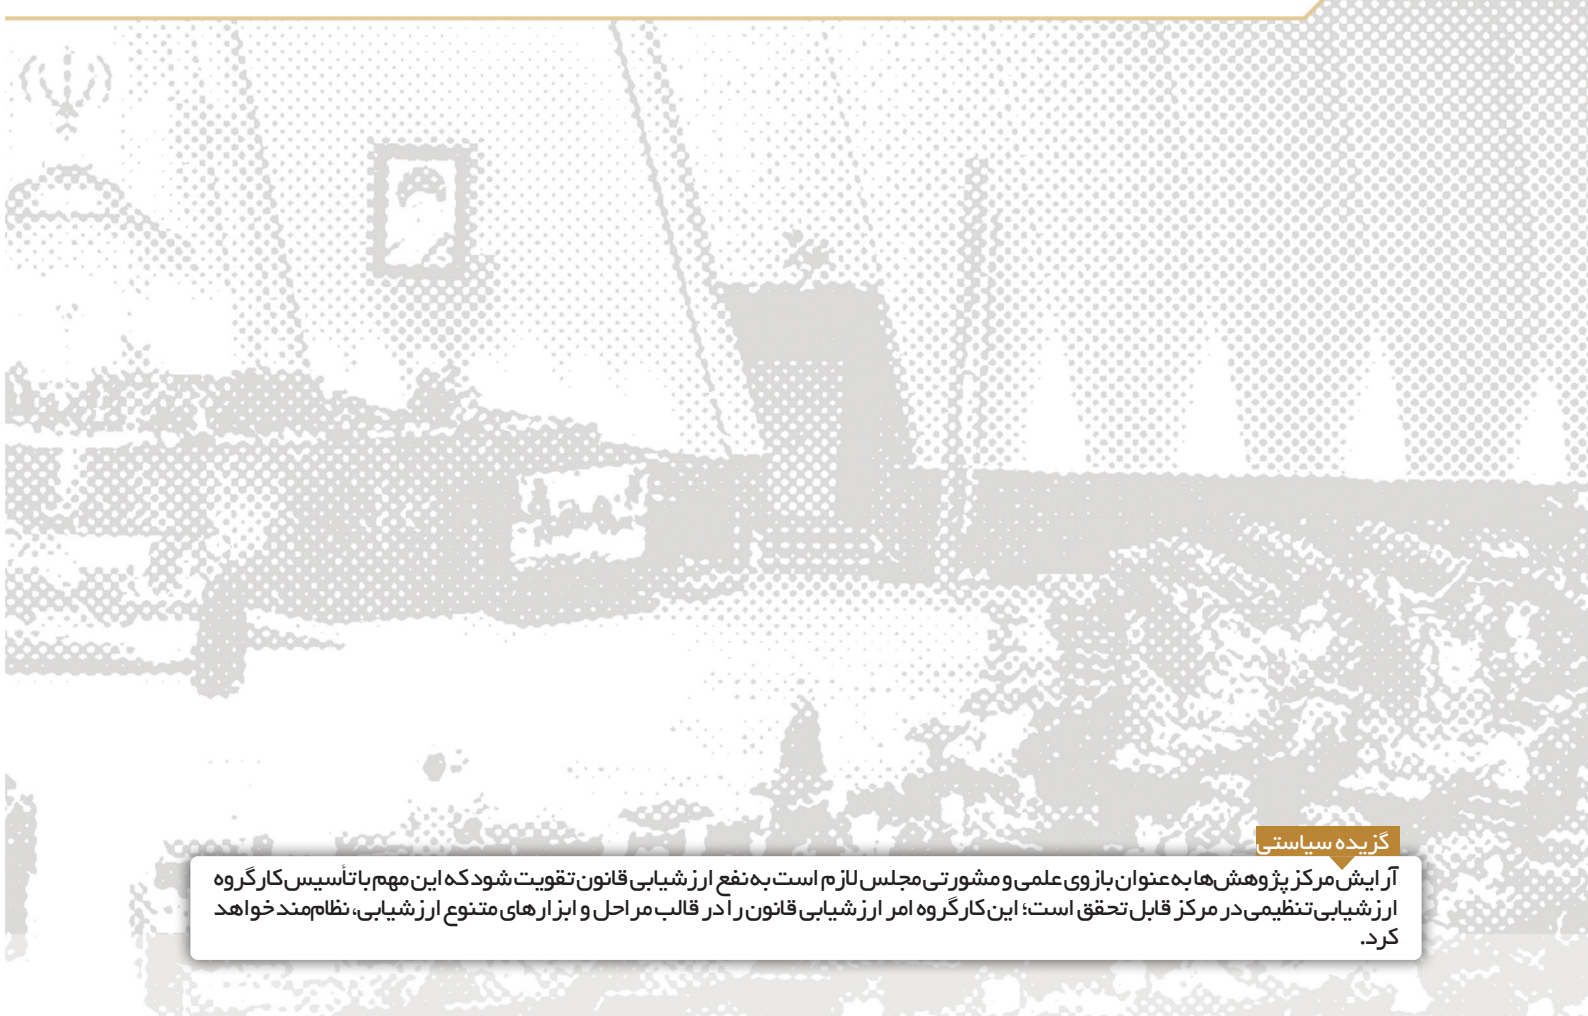 گزیده سیاستی
آرایش مرکز پژوهش‌ها به‌عنوان بازوی علمی و مشورتی مجلس لازم است به نفع ارزشیابی قانون تقویت شود که این مهم با تأسیس کارگروه
ارزشیابی تنظیمی در مرکز قابل تحقق است؛ این کارگروه امر ارزشیابی قانون را در قالب مراحل و ابزارهای متنوع ارزشیابی، نظام‌مند خواهد
کرد.